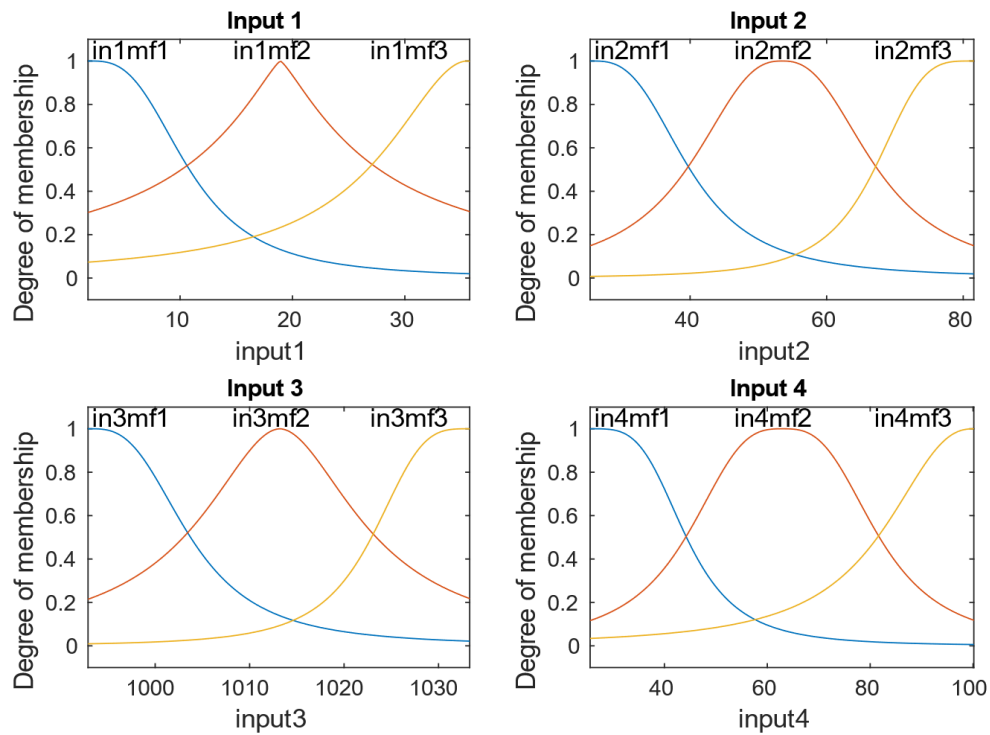 Input 1
in1mf1 in1mf2 in1mf3
1
0.8
0.6
0.4
0.2
0
Degree of membership
10 20 30
input1
Input 2
in2mf1 in2mf2 in2mf3
1
0.8
0.6
0.4
0.2
0
Degree of membership
40 60 80
input2
Input 3
in3mf1 in3mf2 in3mf3
1
0.8
0.6
0.4
0.2
0
Degree of membership
1000 1010 1020 1030
input3
Input 4
in4mf1 in4mf2 in4mf3
1
0.8
0.6
0.4
0.2
0
Degree of membership
40 60 80 100
input4